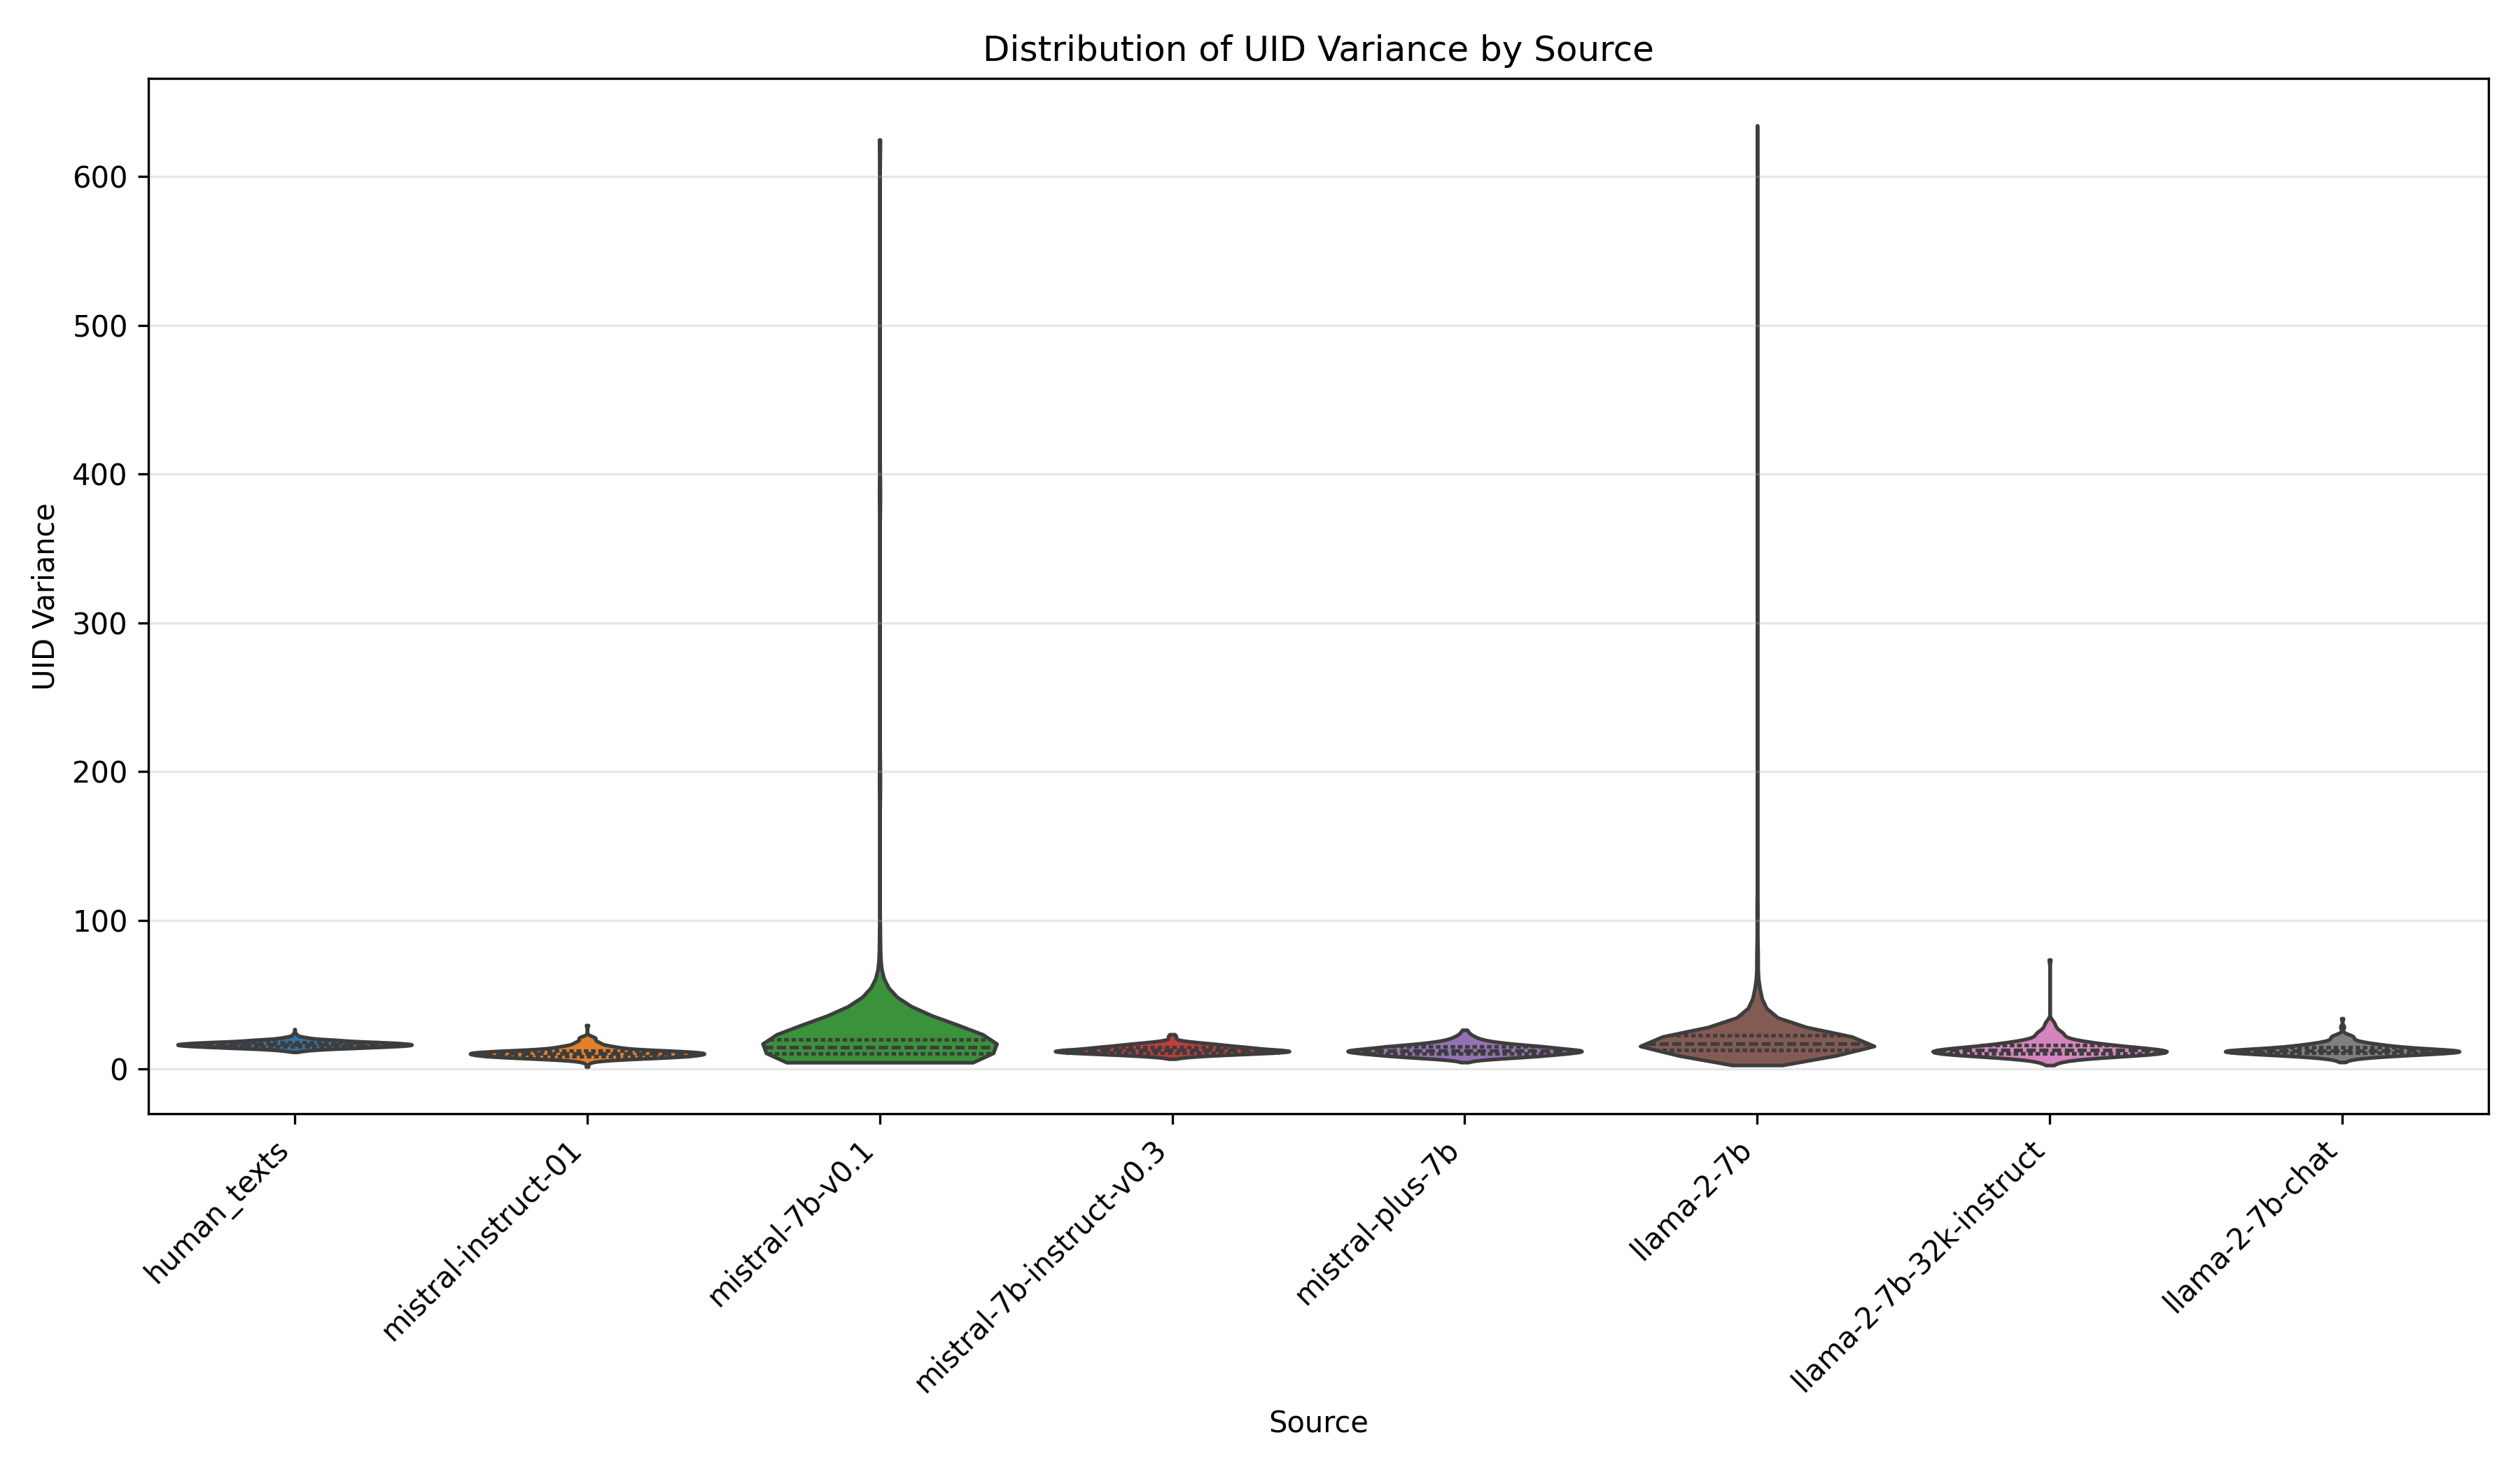 Distribution of UID Variance by Source
UID Variance
600
500
400
300
200
100
0
human_texts
mistral-instruct-01
mistral-7b-v0.1
mistral-7b-instruct-v0.3
mistral-plus-7b
llama-2-7b
llama-2-7b-32k-instruct
llama-2-7b-chat
Source